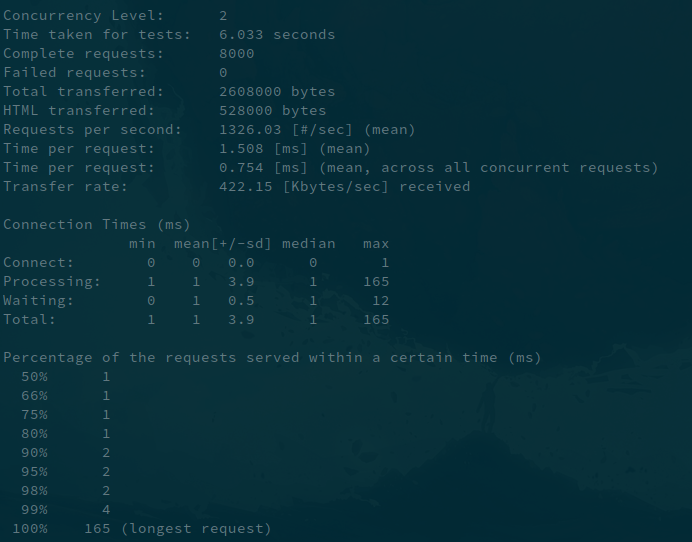 Concurrency Level:      2
Time taken for tests:   6.033 seconds
Complete requests:      8000
Failed requests:        0
Total transferred:      2608000 bytes
HTML transferred:       528000 bytes
Requests per second:    1326.03 [#/sec] (mean)
Time per request:       1.508 [ms] (mean)
Time per request:       0.754 [ms] (mean, across all concurrent requests)
Transfer rate:          422.15 [Kbytes/sec] received

Connection Times (ms)
              min  mean[+/-sd] median   max
Connect:        0    0   0.0      0       1
Processing:     1    1   3.9      1     165
Waiting:        0    1   0.5      1      12
Total:          1    1   3.9      1     165

Percentage of the requests served within a certain time (ms)
  50%      1
  66%      1
  75%      1
  80%      1
  90%      2
  95%      2
  98%      2
  99%      4
 100%    165 (longest request)